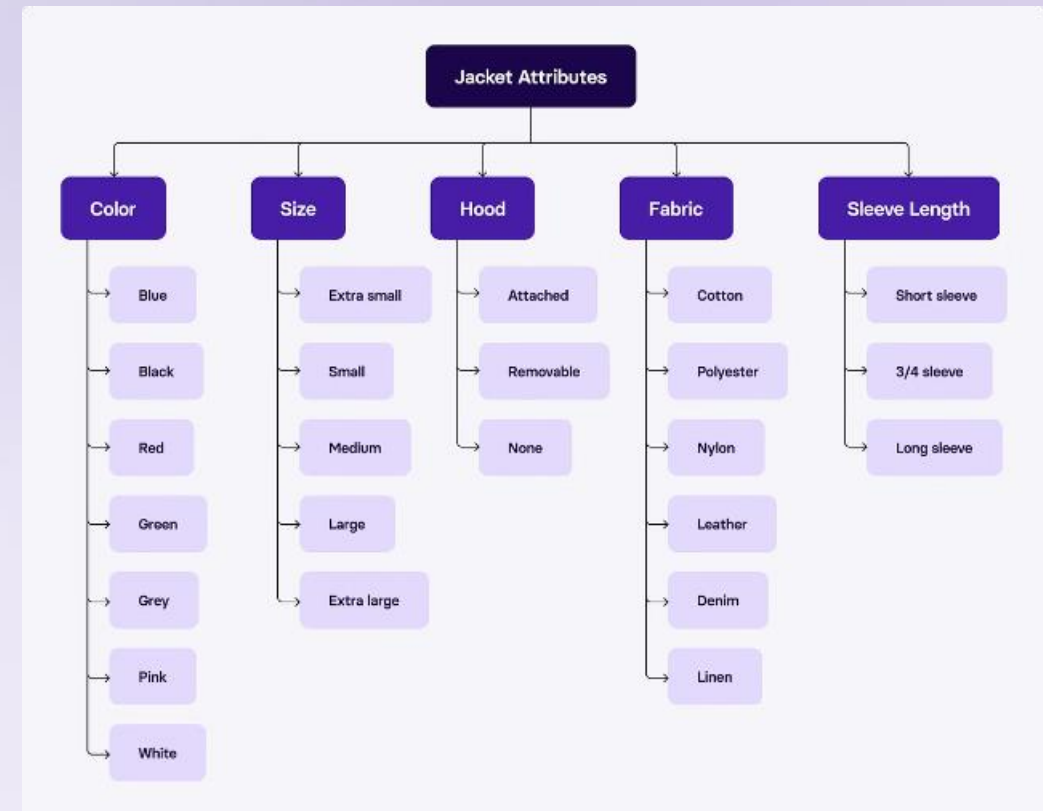 Jacket Attributes
Color
Size
Hood
Fabric
Sleeve Length
Blue
Extra small
Attached
Cotton
Short sleeve
Black
Small
Removable
Polyester
3/4 sleeve
Red
Medium
None
Nylon
Long sleeve
Green
Large
Leather
Grey
Extra large
Denim
Pink
Linen
White